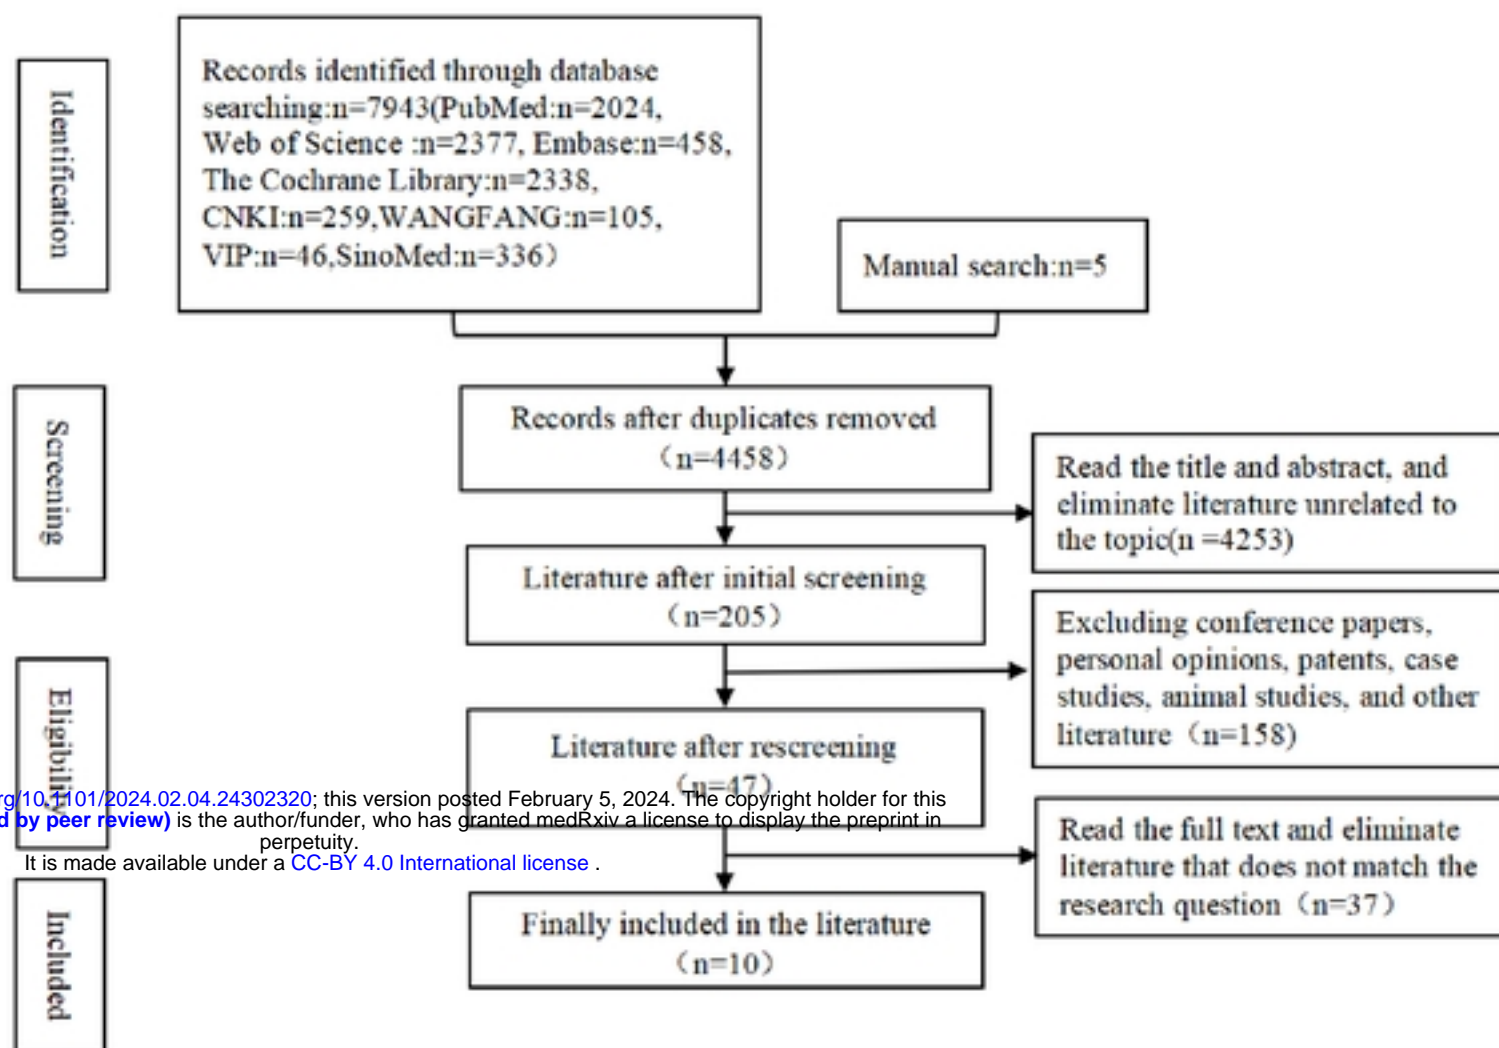 Identification
Records identified through database
searching:n=7943(PubMed:n=2024,
Web of Science :n=2377, Embase:n=458,
The Cochrane Library:n=2338,
CNKI:n=259,WANGFANG:n=105,
VIP:n=46,SinoMed:n=336）
Manual search:n=5
Screening
Records after duplicates removed
（n=4458）
Read the title and abstract, and
eliminate literature unrelated to
the topic(n =4253)
Literature after initial screening
（n=205）
Excluding conference papers,
personal opinions, patents, case
studies, animal studies, and other
literature（n=158）
Eligibility
Literature after rescreening
（n=47）
rg/10.1101/2024.02.04.24302320; this version posted February 5, 2024. The copyright holder for this
d by peer review) is the author/funder, who has granted medRxiv a license to display the preprint in
perpetuity.
It is made available under a CC-BY 4.0 International license .
Read the full text and eliminate
literature that does not match the
research question（n=37）
Included
Finally included in the literature
（n=10）